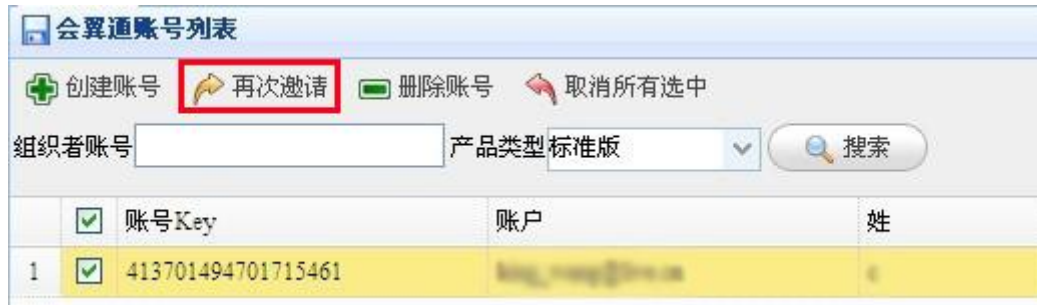 会翼通账号列表
创建账号 再次邀请 删除账号 取消所有选中
组织者账号 产品类型 标准版 搜索
账号Key 账户 姓
1 413701494701715461